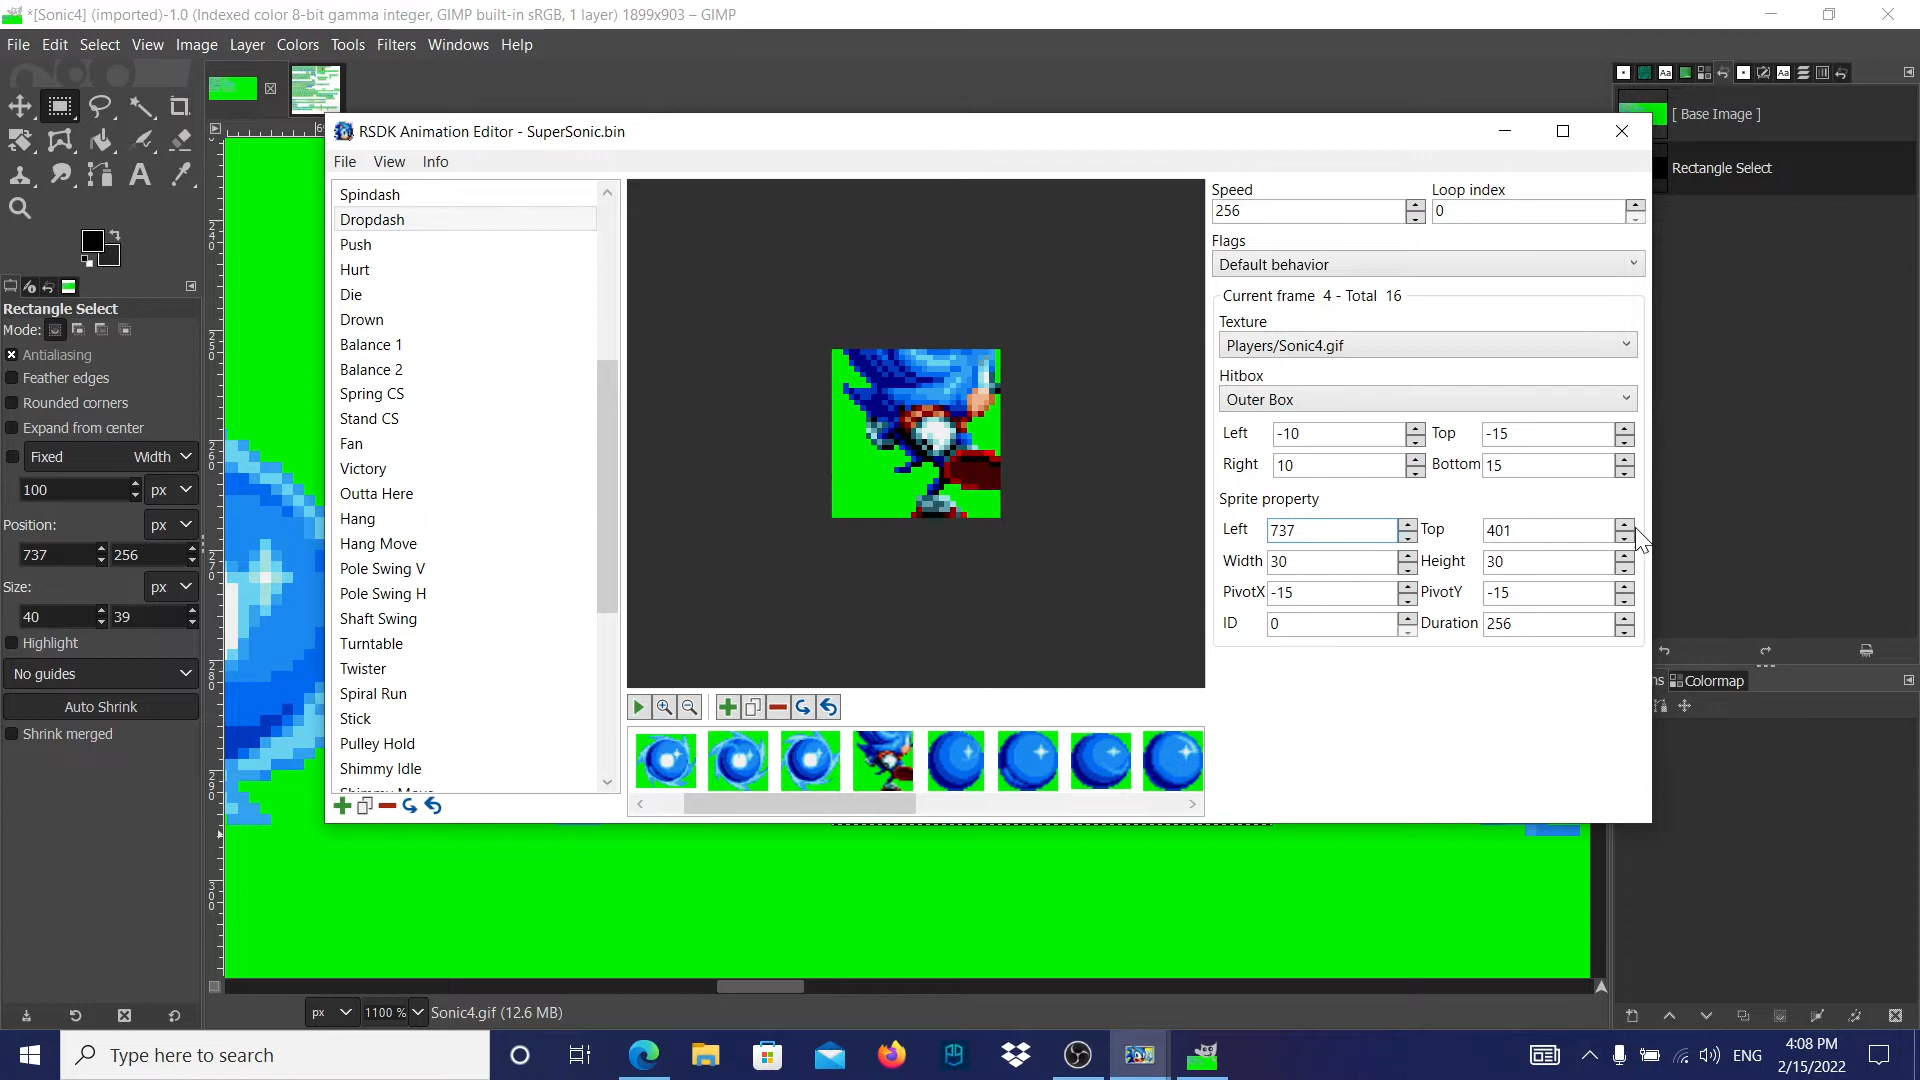 *[Sonic4] (imported)-1.0 (Indexed color 8-bit gamma integer, GIMP built-in sRGB, 1 layer) 1899x903 – GIMP
File Edit Select View Image Layer Colors Tools Filters Windows Help
[ Base Image ]
Rectangle Select
Rectangle Select
Mode:
Antialiasing
Feather edges
Rounded corners
Expand from center
Fixed Width
100 px
Position: px
737 256
Size: px
40 39
Highlight
No guides
Auto Shrink
Shrink merged
240
250
260
270
280
290
300
RSDK Animation Editor - SuperSonic.bin
File View Info
Spindash
Dropdash
Push
Hurt
Die
Drown
Balance 1
Balance 2
Spring CS
Stand CS
Fan
Victory
Outta Here
Hang
Hang Move
Pole Swing V
Pole Swing H
Shaft Swing
Turntable
Twister
Spiral Run
Stick
Pulley Hold
Shimmy Idle
Shimmy Move
Speed Loop index
256 0
Flags
Default behavior
Current frame 4 - Total 16
Texture
Players/Sonic4.gif
Hitbox
Outer Box
Left -10 Top -15
Right 10 Bottom 15
Sprite property
Left 737 Top 401
Width 30 Height 30
PivotX -15 PivotY -15
ID 0 Duration 256
Colormap
px 1100 % Sonic4.gif (12.6 MB)
Type here to search
ENG
4:08 PM
2/15/2022